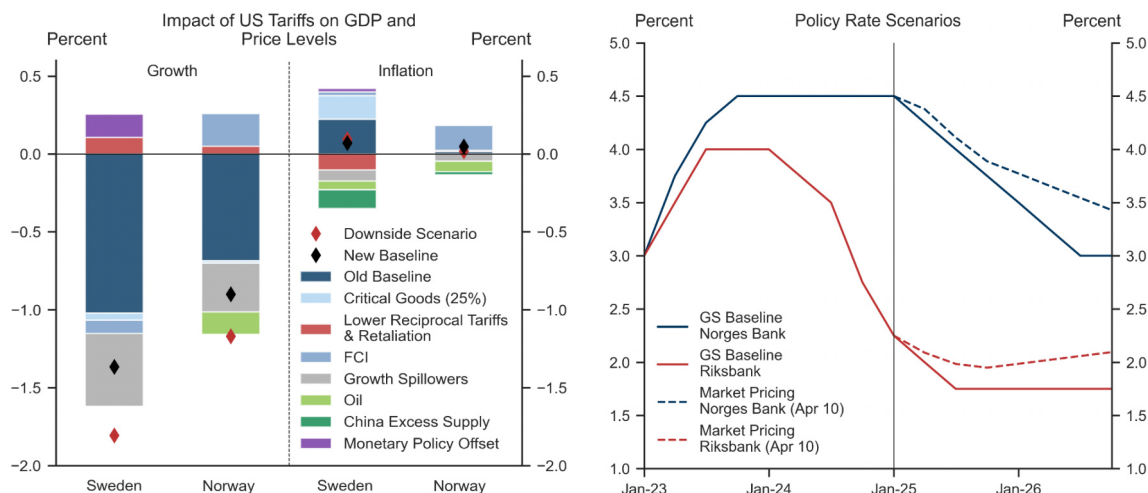 Impact of US Tariffs on GDP and
Price Levels
Percent
Percent
Growth
Inflation
0.5
0.0
−0.5
−1.0
−1.5
−2.0
0.5
0.0
−0.5
−1.0
−1.5
−2.0
Downside Scenario
New Baseline
Old Baseline
Critical Goods (25%)
Lower Reciprocal Tariffs
& Retaliation
FCI
Growth Spillowers
Oil
China Excess Supply
Monetary Policy Offset
Sweden
Norway
Sweden
Norway
Percent
Policy Rate Scenarios
Percent
5.0
4.5
4.0
3.5
3.0
2.5
2.0
1.5
1.0
5.0
4.5
4.0
3.5
3.0
2.5
2.0
1.5
1.0
GS Baseline
Norges Bank
GS Baseline
Riksbank
Market Pricing
Norges Bank (Apr 10)
Market Pricing
Riksbank (Apr 10)
Jan-23
Jan-24
Jan-25
Jan-26